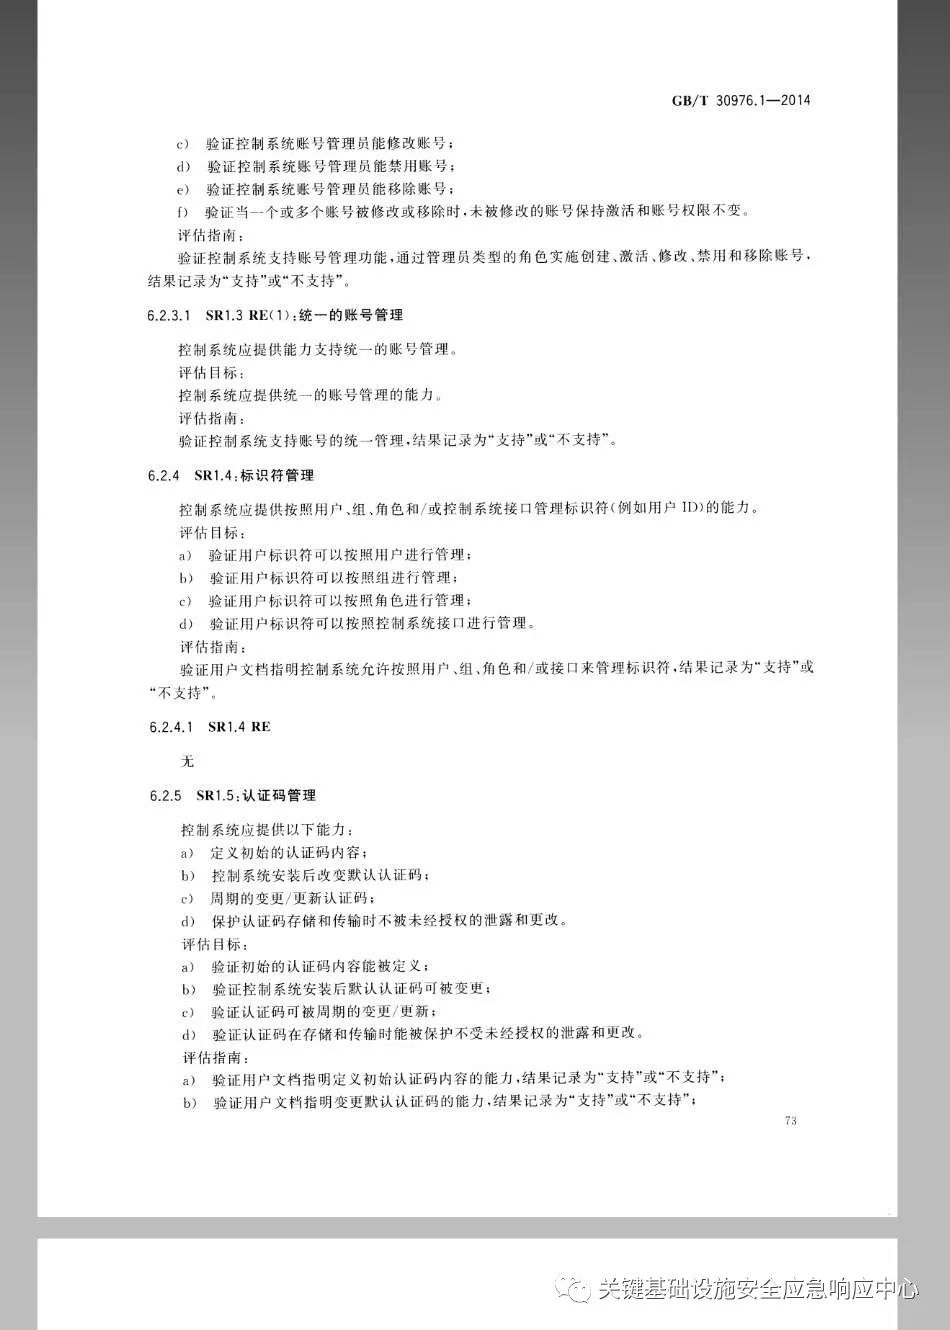 GB/T 30976.1—2014
c) 验证控制系统账号管理员能修改账号;
d) 验证控制系统账号管理员能禁用账号;
e) 验证控制系统账号管理员能移除账号;
f) 验证当一个或多个账号被修改或移除时,未被修改的账号保持激活和账号权限不变。
评估指南:
验证控制系统支持账号管理功能,通过管理员类型的角色实施创建、激活、修改、禁用和移除账号,
结果记录为“支持”或“不支持”。
6.2.3.1 SR1.3 RE(1):统一的账号管理
控制系统应提供能力支持统一的账号管理。
评估目标:
控制系统应提供统一的账号管理的能力。
评估指南:
验证控制系统支持账号的统一管理,结果记录为“支持”或“不支持”。
6.2.4 SR1.4:标识符管理
控制系统应提供按照用户、组、角色和/或控制系统接口管理标识符(例如用户 ID)的能力。
评估目标:
a) 验证用户标识符可以按照用户进行管理;
b) 验证用户标识符可以按照组进行管理;
c) 验证用户标识符可以按照角色进行管理;
d) 验证用户标识符可以按照控制系统接口进行管理。
评估指南:
验证用户文档指明控制系统允许按照用户、组、角色和/或接口来管理标识符,结果记录为“支持”或
“不支持”。
6.2.4.1 SR1.4 RE
无
6.2.5 SR1.5:认证码管理
控制系统应提供以下能力:
a) 定义初始的认证码内容;
b) 控制系统安装后改变默认认证码;
c) 周期的变更/更新认证码;
d) 保护认证码存储和传输时不被未经授权的泄露和更改。
评估目标:
a) 验证初始的认证码内容能被定义;
b) 验证控制系统安装后默认认证码可被变更;
c) 验证认证码可被周期的变更/更新;
d) 验证认证码在存储和传输时能被保护不受未经授权的泄露和更改。
评估指南:
a) 验证用户文档指明定义初始认证码内容的能力,结果记录为“支持”或“不支持”;
b) 验证用户文档指明变更默认认证码的能力,结果记录为“支持”或“不支持”;
73
关键基础设施安全应急响应中心